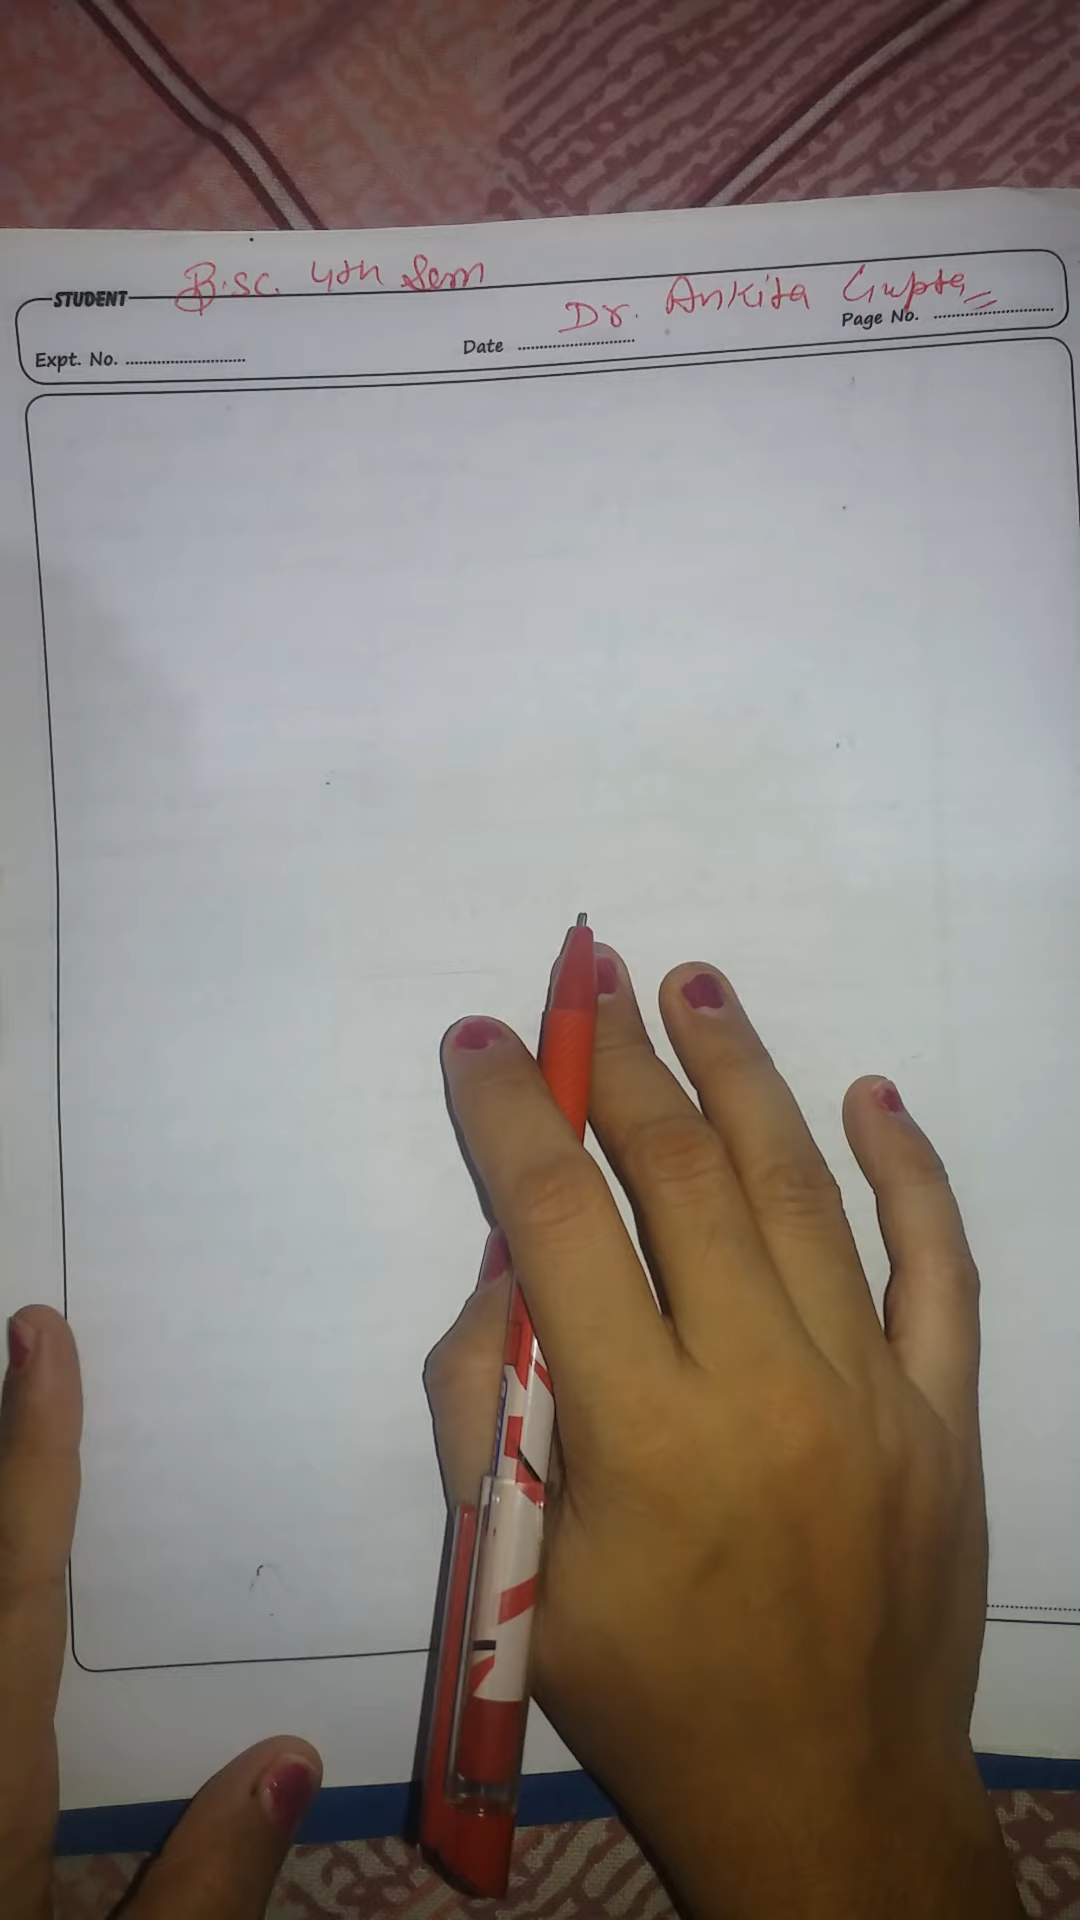 B.sc. 4th Sem
STUDENT
Dr. Ankita Gupta
Page No.
Date
Expt. No.